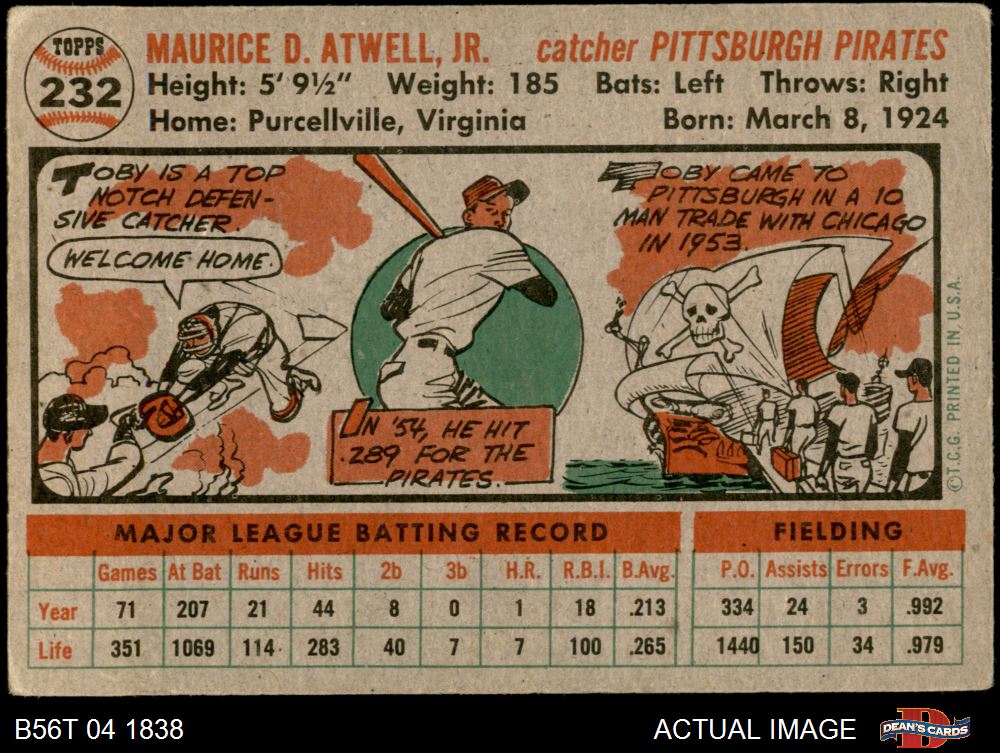 TOPPS
232
MAURICE D. ATWELL, JR. catcher PITTSBURGH PIRATES
Height: 5' 9½" Weight: 185 Bats: Left Throws: Right
Home: Purcellville, Virginia Born: March 8, 1924
TOBY IS A TOP
NOTCH DEFEN-
SIVE CATCHER.
WELCOME HOME.
IN '54, HE HIT
.289 FOR THE
PIRATES.
TOBY CAME TO
PITTSBURGH IN A 10
MAN TRADE WITH CHICAGO
IN 1953.
©T.C.G. PRINTED IN U.S.A.
MAJOR LEAGUE BATTING RECORD FIELDING
Games At Bat Runs Hits 2b 3b H.R. R.B.I. B.Avg. P.O. Assists Errors F.Avg.
Year 71 207 21 44 8 0 1 18 .213 334 24 3 .992
Life 351 1069 114 283 40 7 7 100 .265 1440 150 34 .979
B56T 04 1838 ACTUAL IMAGE DEAN'S CARDS